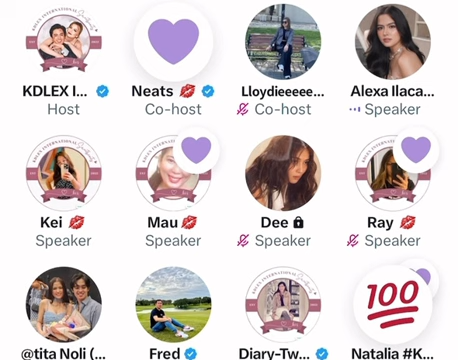 KDLEX I...
Neats
Lloydieeeee...
Alexa Ilaca...
Host
Co-host
Co-host
Speaker
Kei
Mau
Dee
Ray
Speaker
Speaker
Speaker
Speaker
100
@tita Noli (...
Fred
Diary-Tw...
Natalia #K...